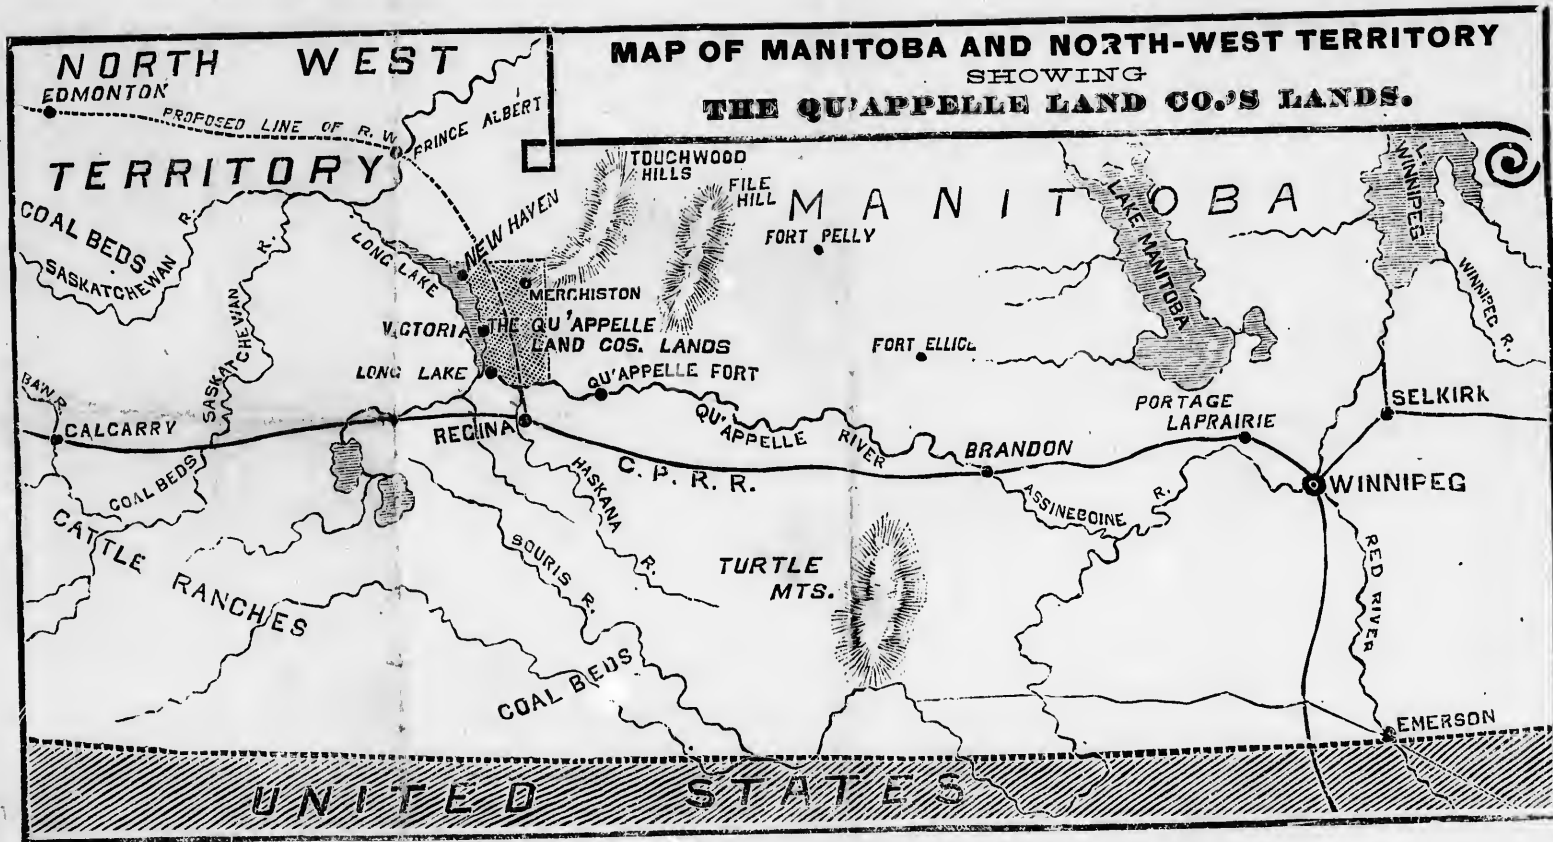 MAP OF MANITOBA AND NORTH-WEST TERRITORY
SHOWING
THE QU'APPELLE LAND CO.'S LANDS.
NORTH WEST
EDMONTON
PROPOSED LINE OF R. W
PRINCE ALBERT
TERRITORY
TOUCHWOOD
HILLS
FILE
HILL
MANITOBA
FORT PELLY
LAKE MANITOBA
L. WINNIPEG
WINNIPEG R.
COAL BEDS
SASKATCHEWAN R.
SASKATCHEWAN R.
LONG LAKE
NEW HAVEN
MERCHISTON
VICTORIA
THE QU'APPELLE
LAND COS. LANDS
LONG LAKE
QU'APPELLE FORT
FORT ELLICE
BAW R.
CALCARRY
REGINA
QU'APPELLE RIVER
C. P. R. R.
BRANDON
PORTAGE
LAPRAIRIE
SELKIRK
WINNIPEG
ASSINEBOINE R.
RED RIVER
COAL BEDS
CATTLE RANCHES
HASKANA R.
SOURIS R.
TURTLE
MTS.
COAL BEDS
EMERSON
UNITED STATES